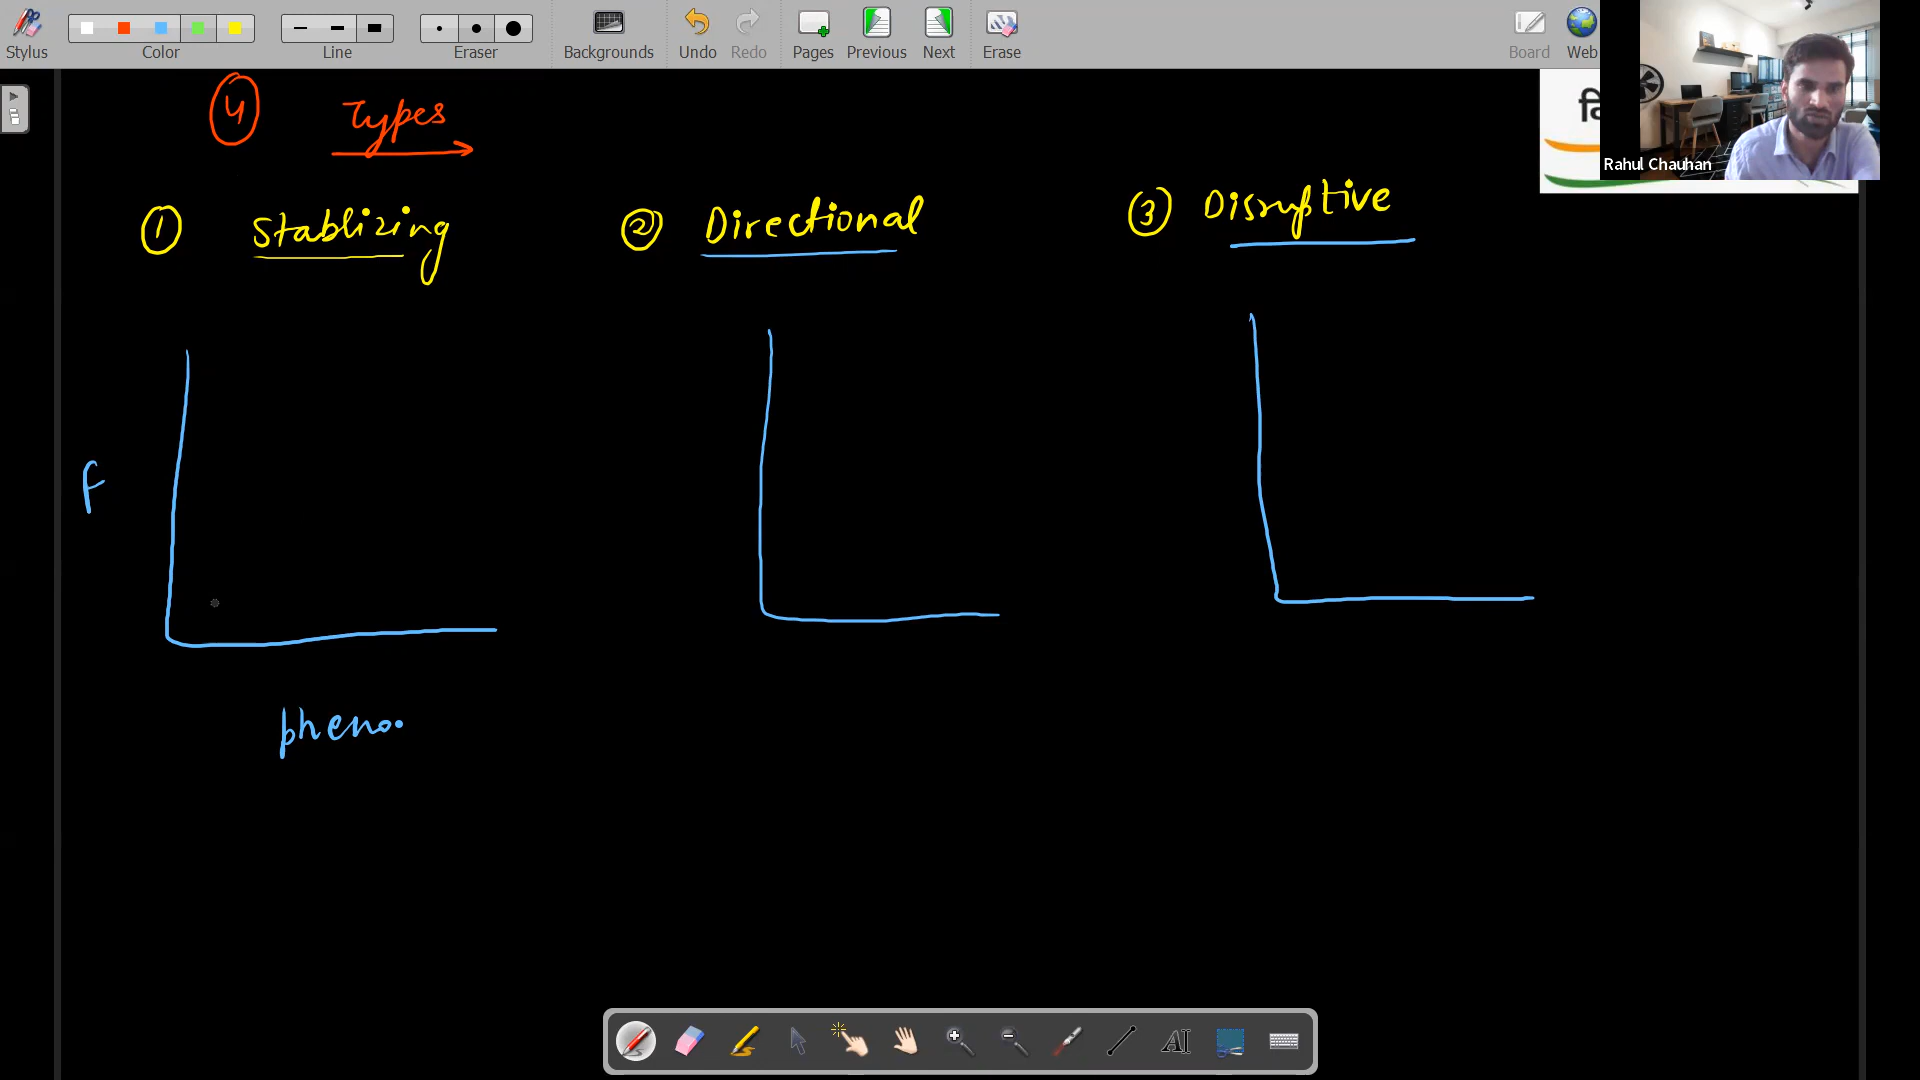 Stylus
Color
Line
Eraser
Backgrounds
Undo
Redo
Pages
Previous
Next
Erase
Board
Web
Rahul Chauhan
4 Types
1 Stablizing
2 Directional
3 Disruptive
F
pheno.
AI